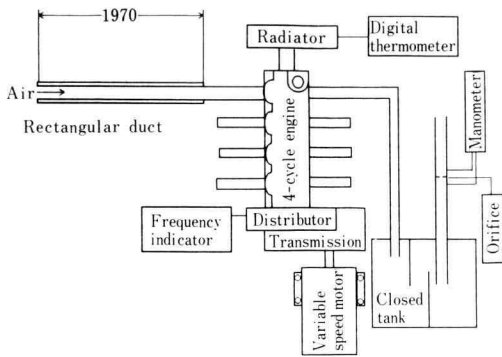 1970
Radiator
Digital
thermometer
Air
Rectangular duct
4-cycle engine
Manometer
Orifice
Frequency
indicator
Distributor
Transmission
Variable
speed motor
Closed
tank